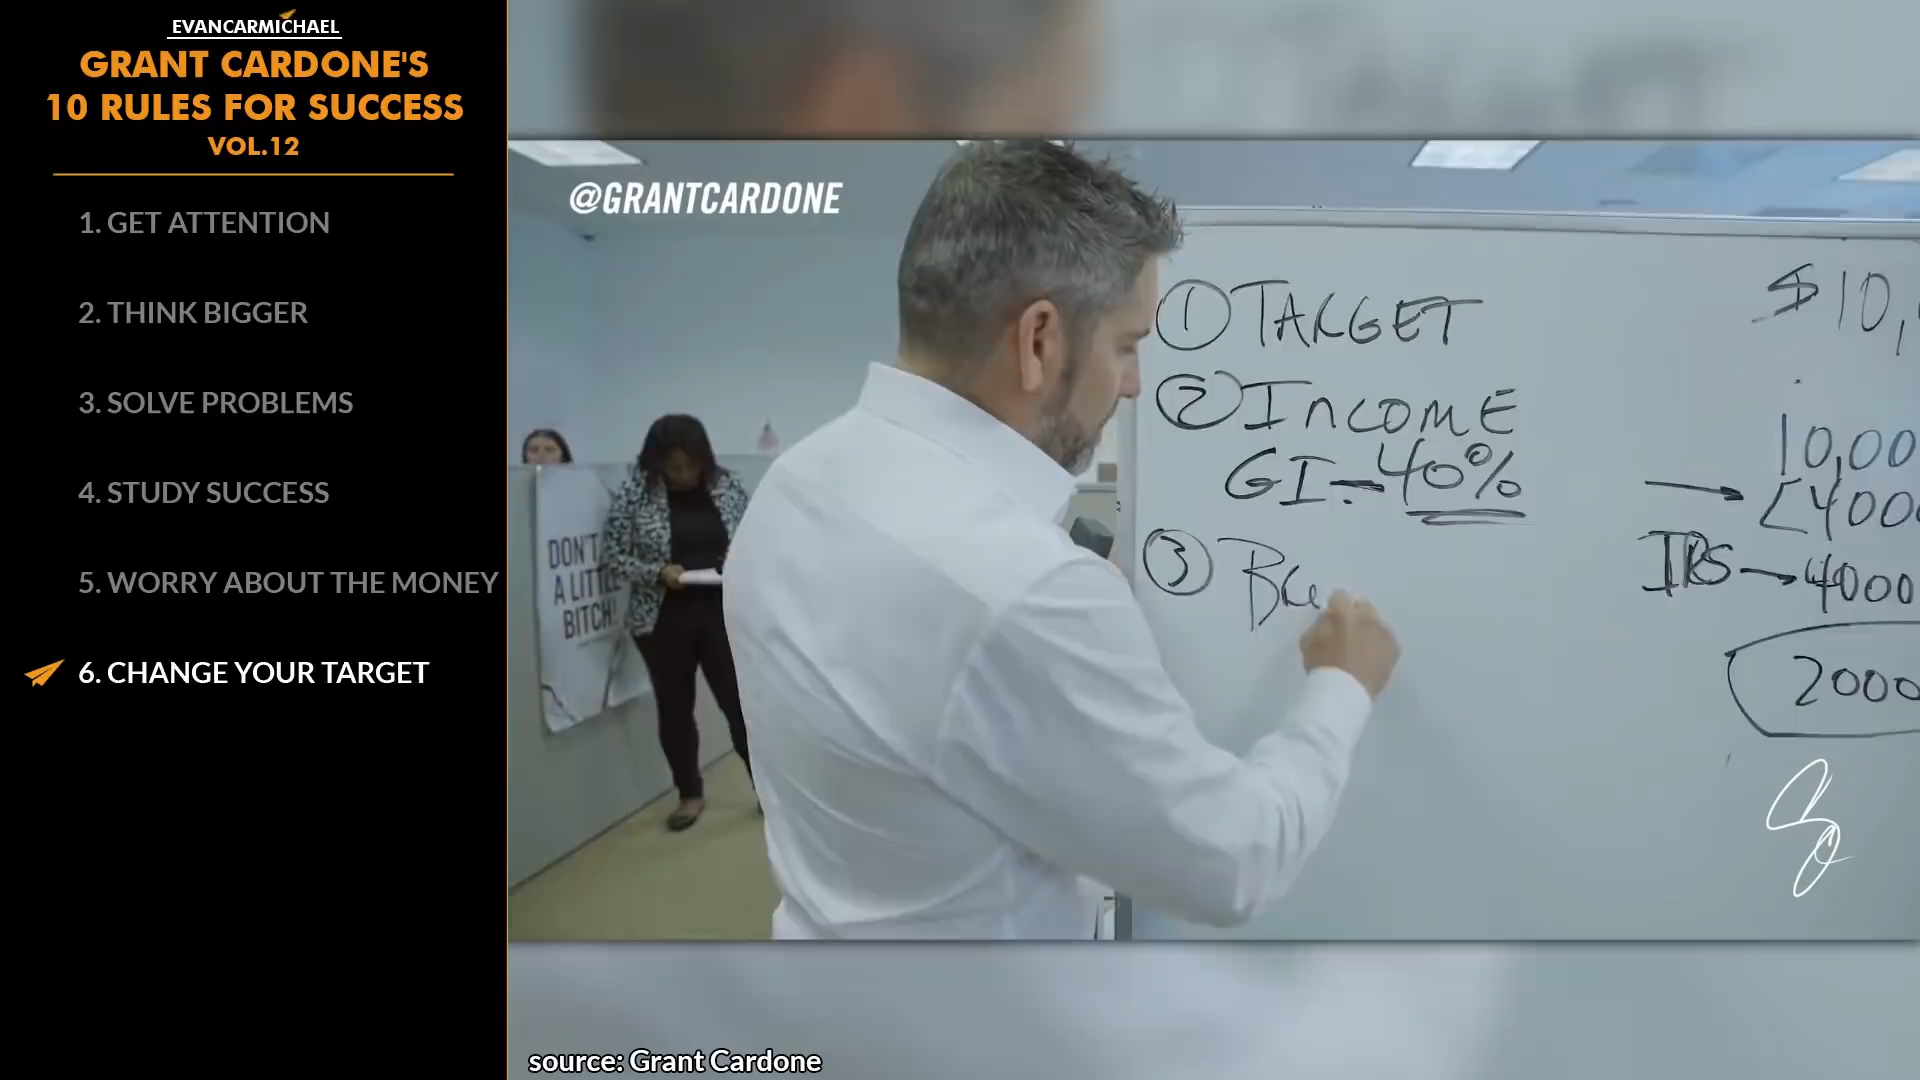 EVANCARMICHAEL
GRANT CARDONE'S
10 RULES FOR SUCCESS
VOL.12
1. GET ATTENTION
2. THINK BIGGER
3. SOLVE PROBLEMS
4. STUDY SUCCESS
5. WORRY ABOUT THE MONEY
6. CHANGE YOUR TARGET
@GRANTCARDONE
DON'T
A LITTLE
BITCH!
① TARGET
② INCOME
GI - 40%
③
$10,
10,00
<400
IRS → 4000
2000
source: Grant Cardone